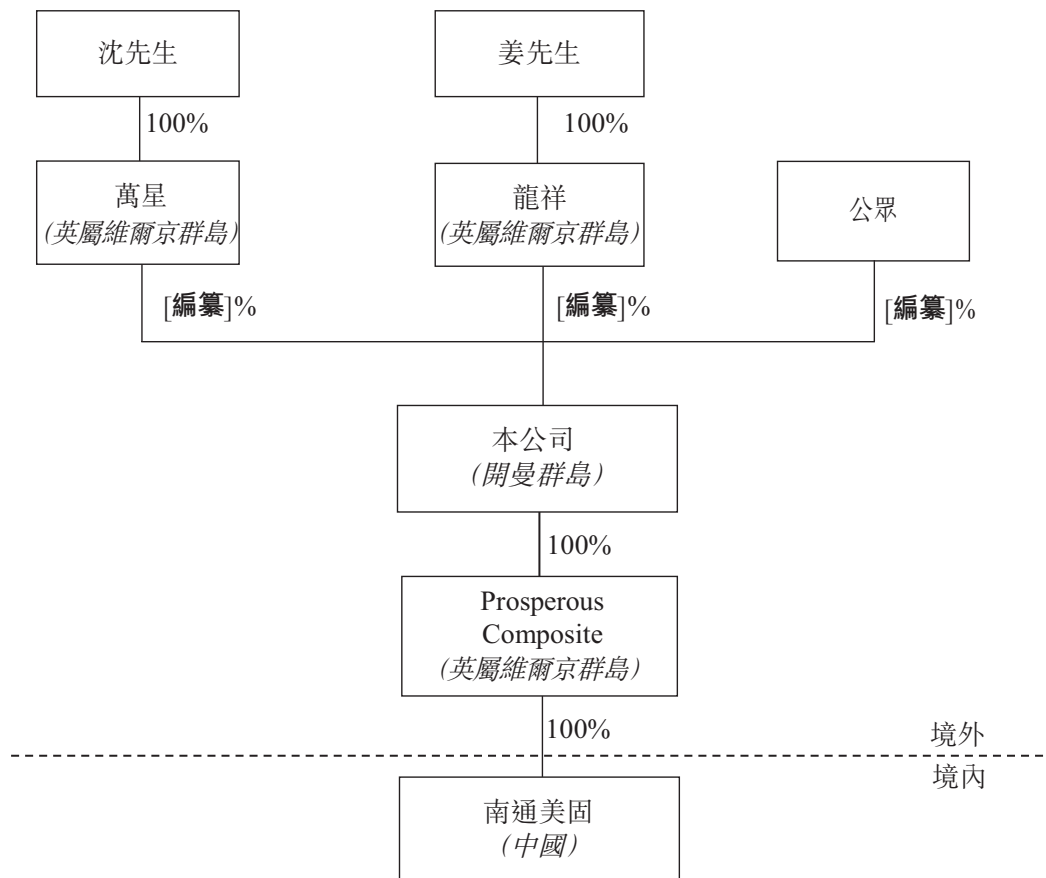 沈先生
姜先生
100%
100%
萬星
(英屬維爾京群島)
龍祥
(英屬維爾京群島)
公眾
[編纂]%
[編纂]%
[編纂]%
本公司
(開曼群島)
100%
Prosperous
Composite
(英屬維爾京群島)
100%
境外
境內
南通美固
(中國)